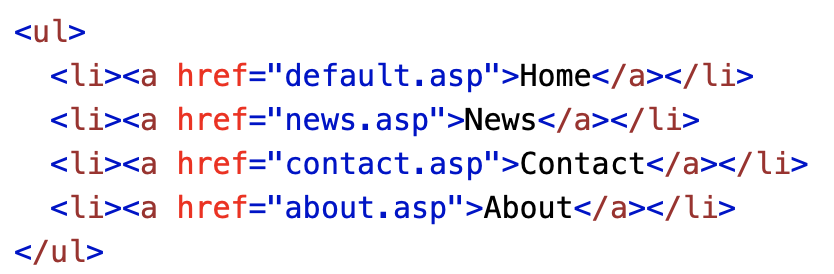 <ul>
  <li><a href="default.asp">Home</a></li>
  <li><a href="news.asp">News</a></li>
  <li><a href="contact.asp">Contact</a></li>
  <li><a href="about.asp">About</a></li>
</ul>